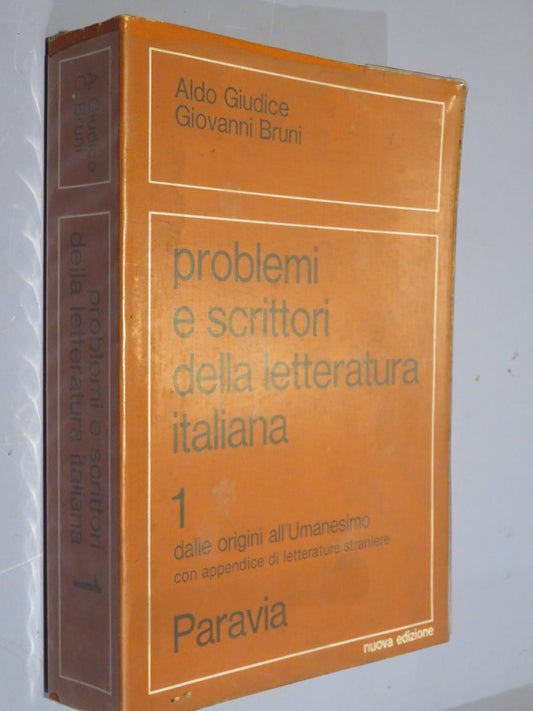 Aldo Giudice
Giovanni Bruni
problemi
e scrittori
della letteratura
italiana
1
dalle origini all'Umanesimo
con appendice di letterature straniere
Paravia
nuova edizione
A. Giudice
G. Bruni
problemi e scrittori
della letteratura italiana
1